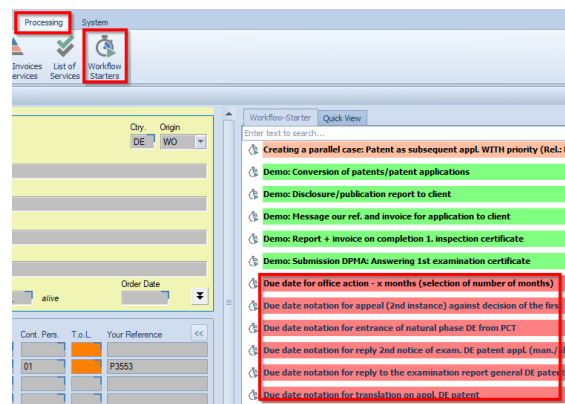 Processing System
Invoices List of Workflow
ervices Services Starters
Workflow-Starter Quick View
Ctry. Origin
Enter text to search...
DE WO
Creating a parallel case: Patent as subsequent appl. WITH priority (Rel.:
Demo: Conversion of patents/patent applications
Demo: Disclosure/publication report to client
Demo: Message our ref. and invoice for application to client
Demo: Report + invoice on completion 1. inspection certificate
Demo: Submission DPMA: Answering 1st examination certificate
Order Date
alive
Due date for office action - x months (selection of number of months)
Due date notation for appeal (2nd instance) against decision of the first
Cont. Pers. T.o.L. Your Reference <<
Due date notation for entrance of natural phase DE from PCT
Due date notation for reply 2nd notice of exam. DE patent appl. (man./
01 P3553
Due date notation for reply to the examination report general DE patent
Due date notation for translation on appl. DE patent